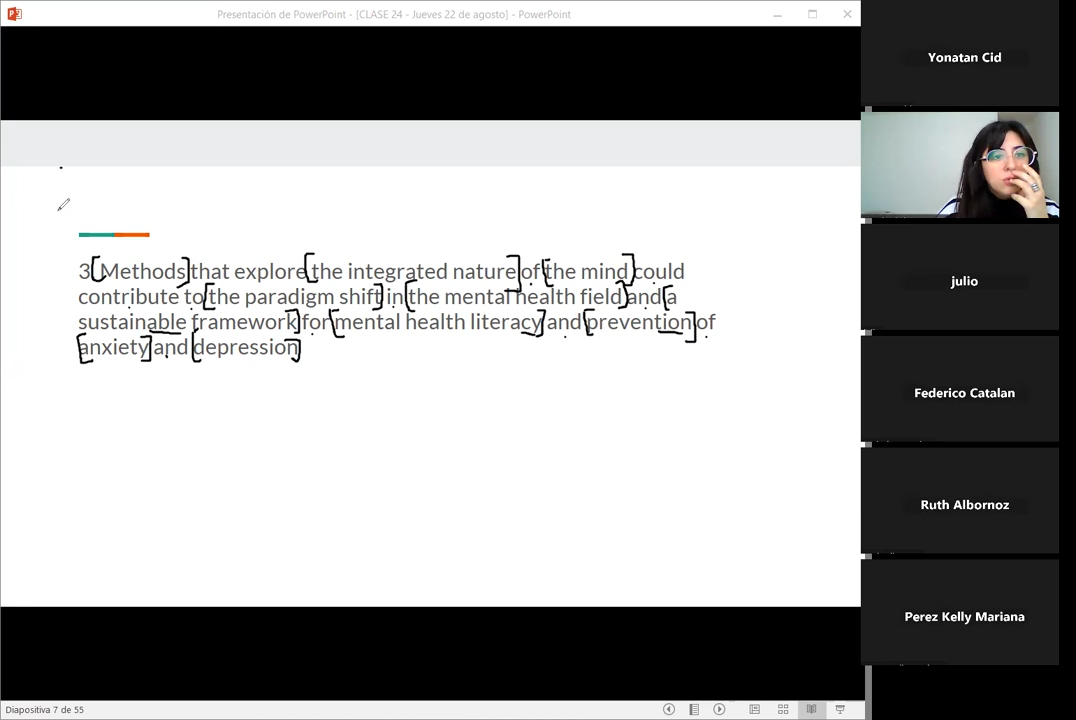 Presentación de PowerPoint - [CLASE 24 - Jueves 22 de agosto] - PowerPoint
Yonatan Cid
3 [Methods] that explore [the integrated nature] of [the mind] could
contribute to [the paradigm shift] in [the mental health field] and [a
sustainable framework] for [mental health literacy] and [prevention] of
[anxiety] and [depression]
julio
Federico Catalan
Ruth Albornoz
Perez Kelly Mariana
Diapositiva 7 de 55